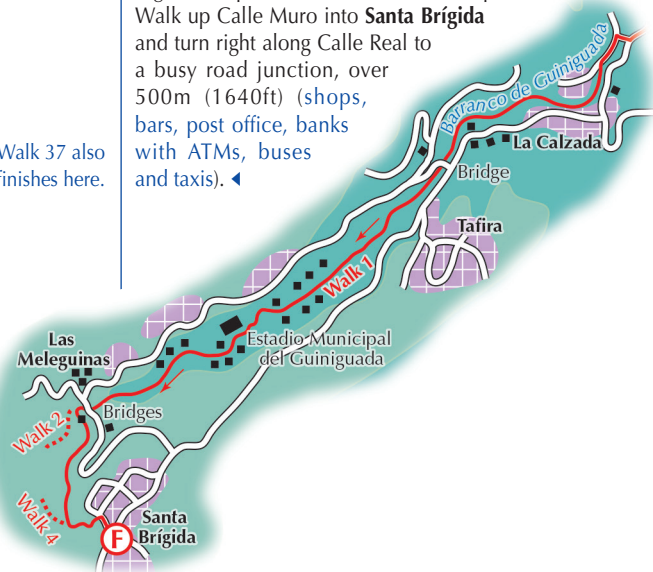 Walk up Calle Muro into Santa Brígida
and turn right along Calle Real to
a busy road junction, over
500m (1640ft) (shops,
bars, post office, banks
with ATMs, buses
and taxis). ◀
Walk 37 also
finishes here.
Barranco de Guiniguada
La Calzada
Bridge
Tafira
Walk 1
Estadio Municipal
del Guiniguada
Las
Meleguinas
Bridges
Walk 2
Walk 4
F
Santa
Brígida